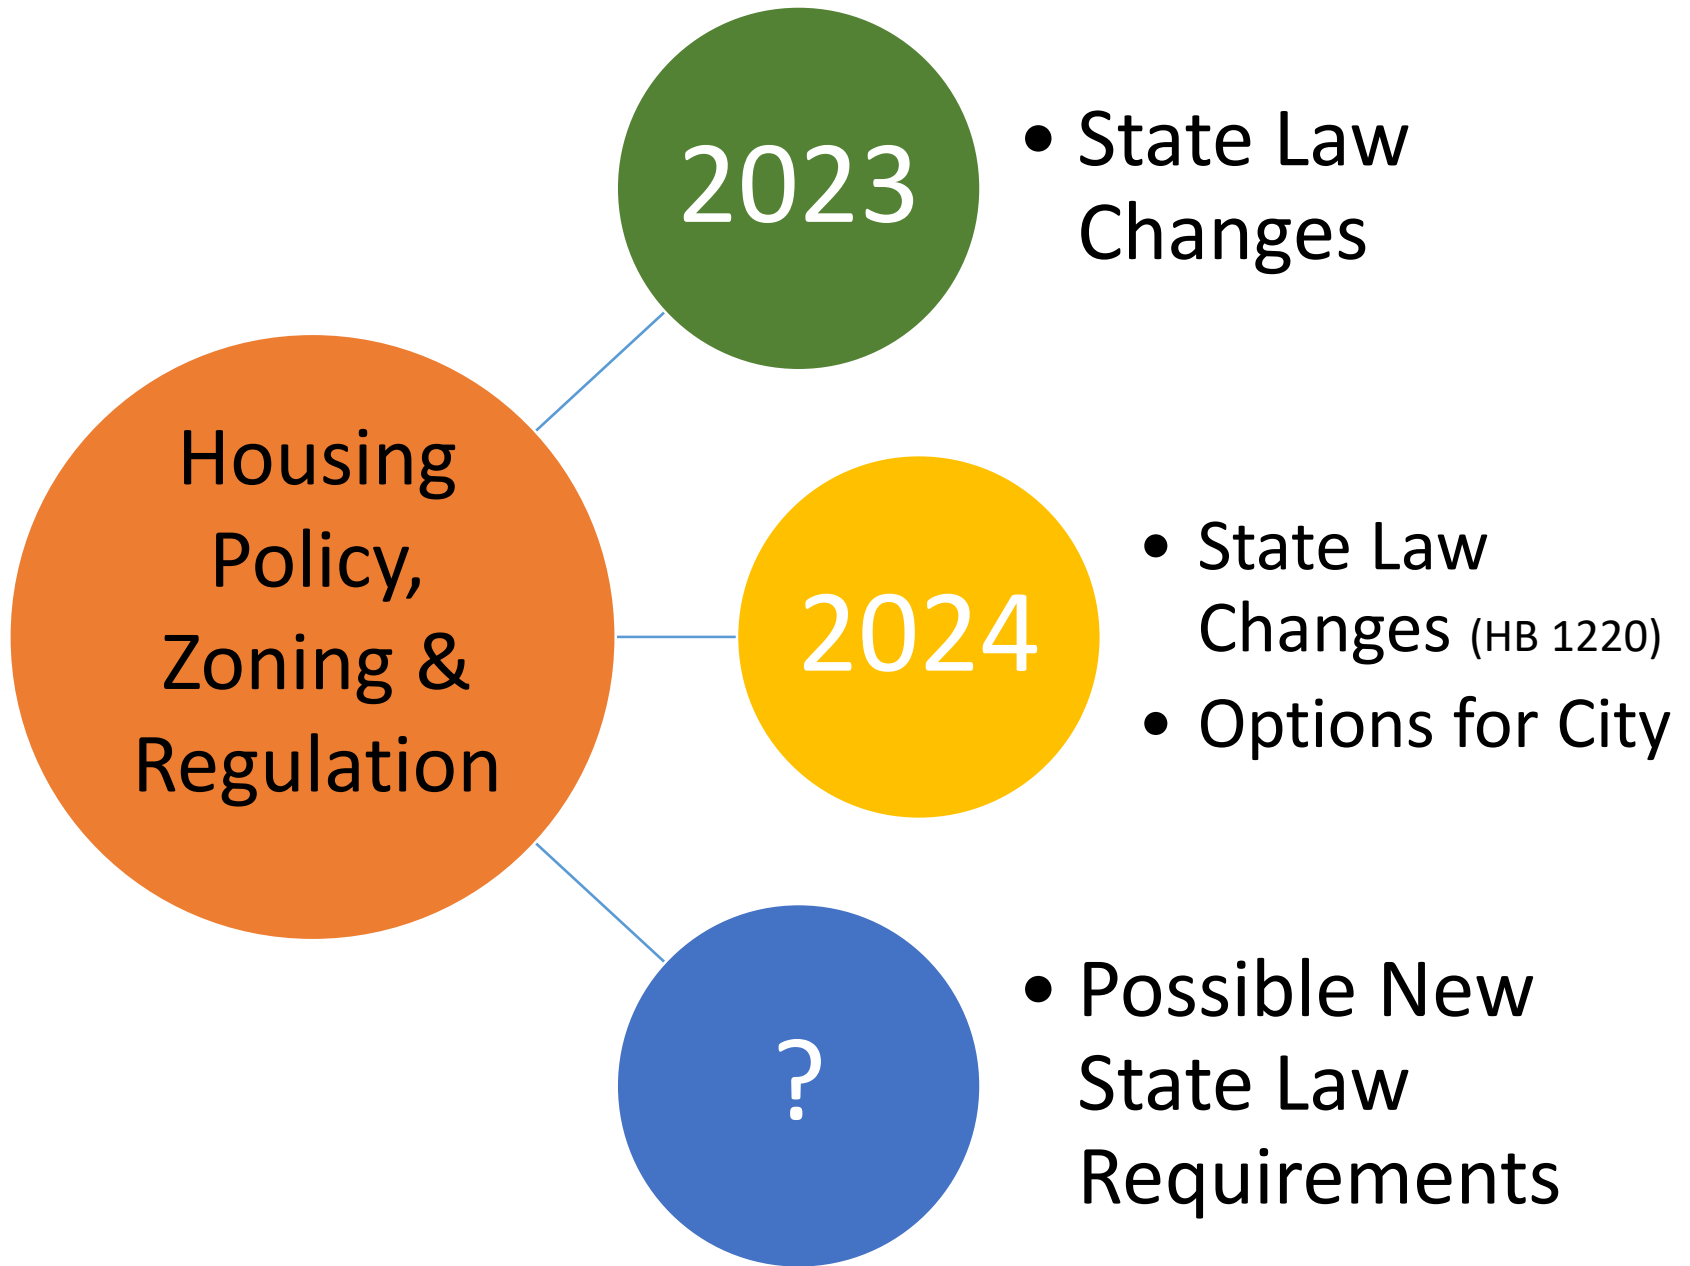 Housing
Policy,
Zoning &
Regulation
2023
• State Law
Changes
2024
• State Law
Changes (HB 1220)
• Options for City
?
• Possible New
State Law
Requirements